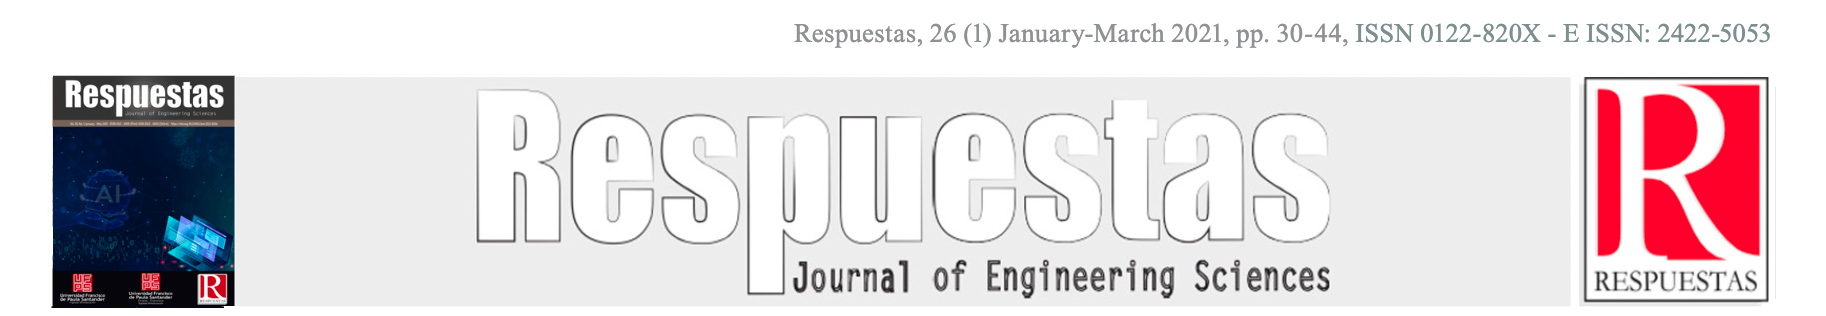 Respuestas, 26 (1) January-March 2021, pp. 30-44, ISSN 0122-820X - E ISSN: 2422-5053
Respuestas
Journal of Engineering Sciences
AI
Universidad Francisco
de Paula Santander
Universidad Francisco
de Paula Santander
R
RESPUESTAS
Respuestas
Journal of Engineering Sciences
R
RESPUESTAS